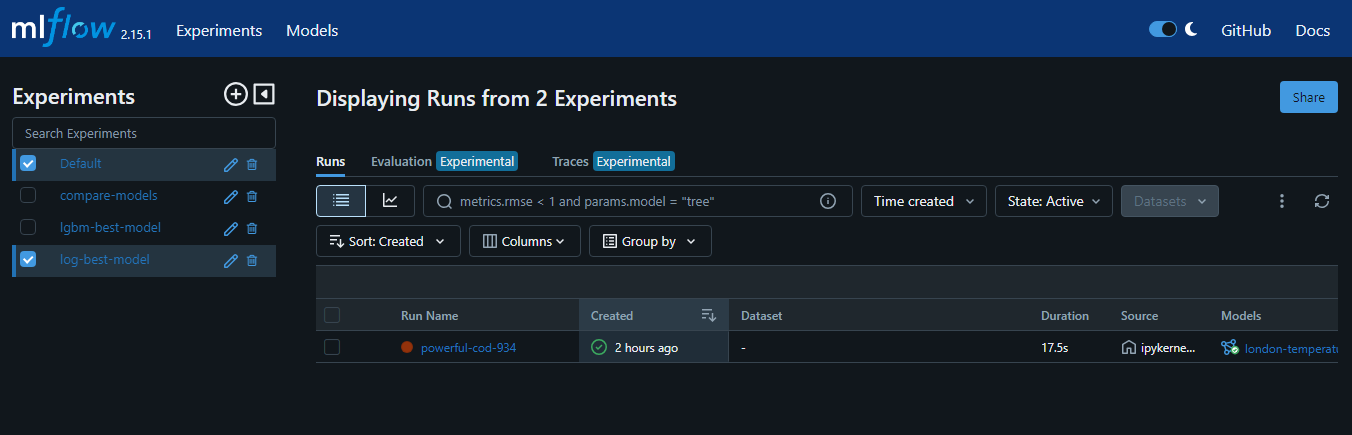 mlflow 2.15.1 Experiments Models GitHub Docs
Experiments
Displaying Runs from 2 Experiments
Share
Search Experiments
Default
compare-models
lgbm-best-model
log-best-model
Runs Evaluation Experimental Traces Experimental
metrics.rmse < 1 and params.model = "tree" Time created State: Active Datasets
Sort: Created Columns Group by
Run Name Created Dataset Duration Source Models
powerful-cod-934 2 hours ago - 17.5s ipykerne... london-temperatu